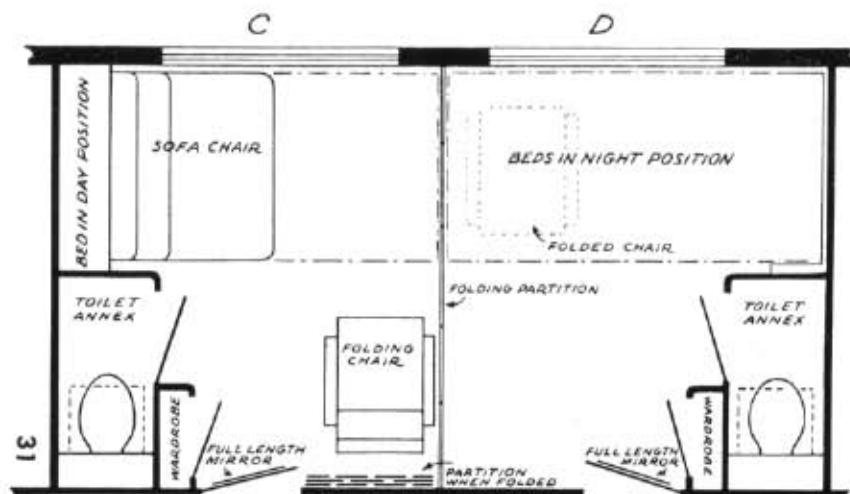 C
D
BED IN DAY POSITION
SOFA CHAIR
BEDS IN NIGHT POSITION
FOLDED CHAIR
FOLDING PARTITION
TOILET
ANNEX
TOILET
ANNEX
FOLDING
CHAIR
WARDROBE
WARDROBE
FULL LENGTH
MIRROR
FULL LENGTH
MIRROR
PARTITION
WHEN FOLDED
31